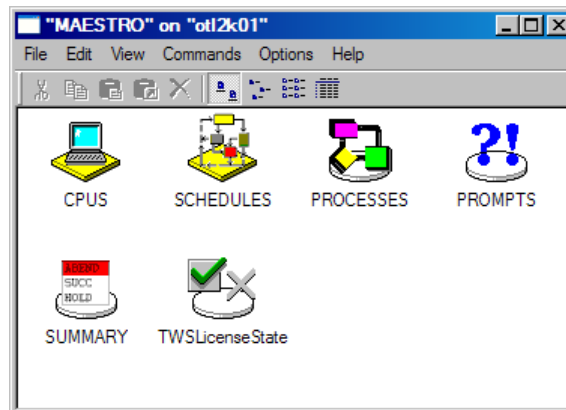 "MAESTRO" on "otl2k01"
File Edit View Commands Options Help
CPUS SCHEDULES PROCESSES PROMPTS
ABEND
SUCC
HOLD
SUMMARY TWSLicenseState